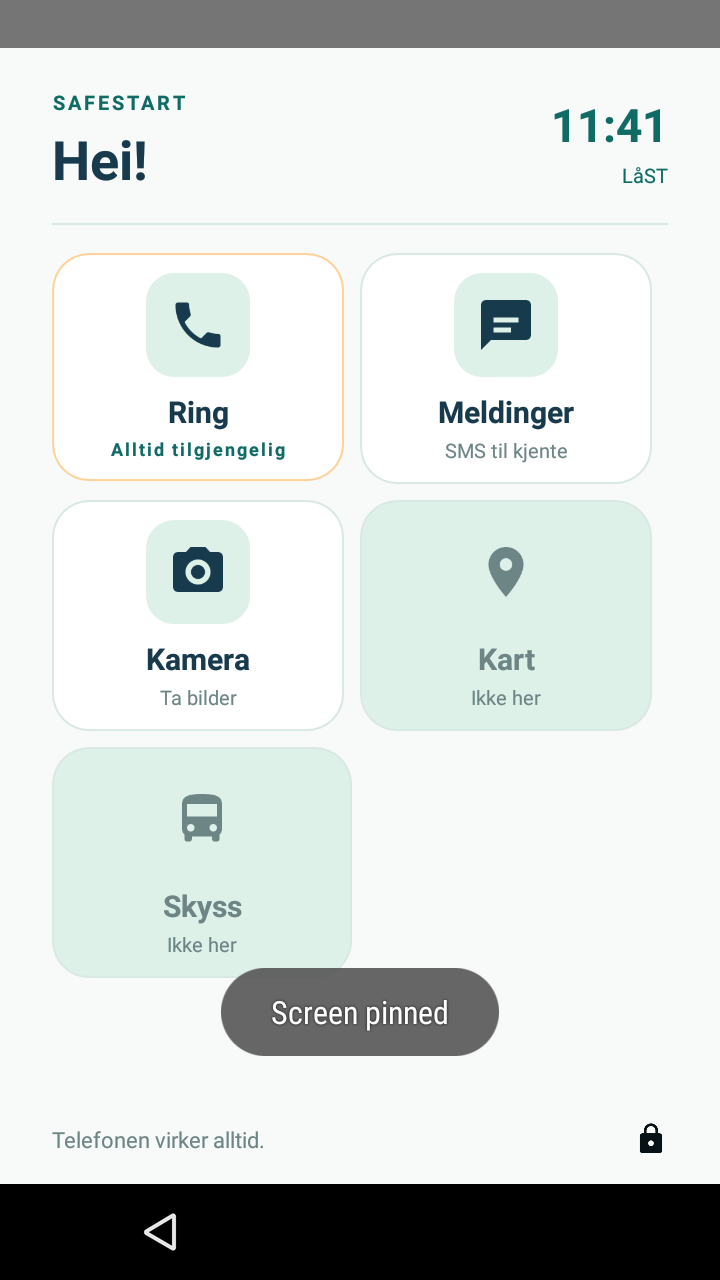 SAFESTART
Hei!
11:41
LåST
Ring
Alltid tilgjengelig
Meldinger
SMS til kjente
Kamera
Ta bilder
Kart
Ikke her
Skyss
Ikke her
Screen pinned
Telefonen virker alltid.